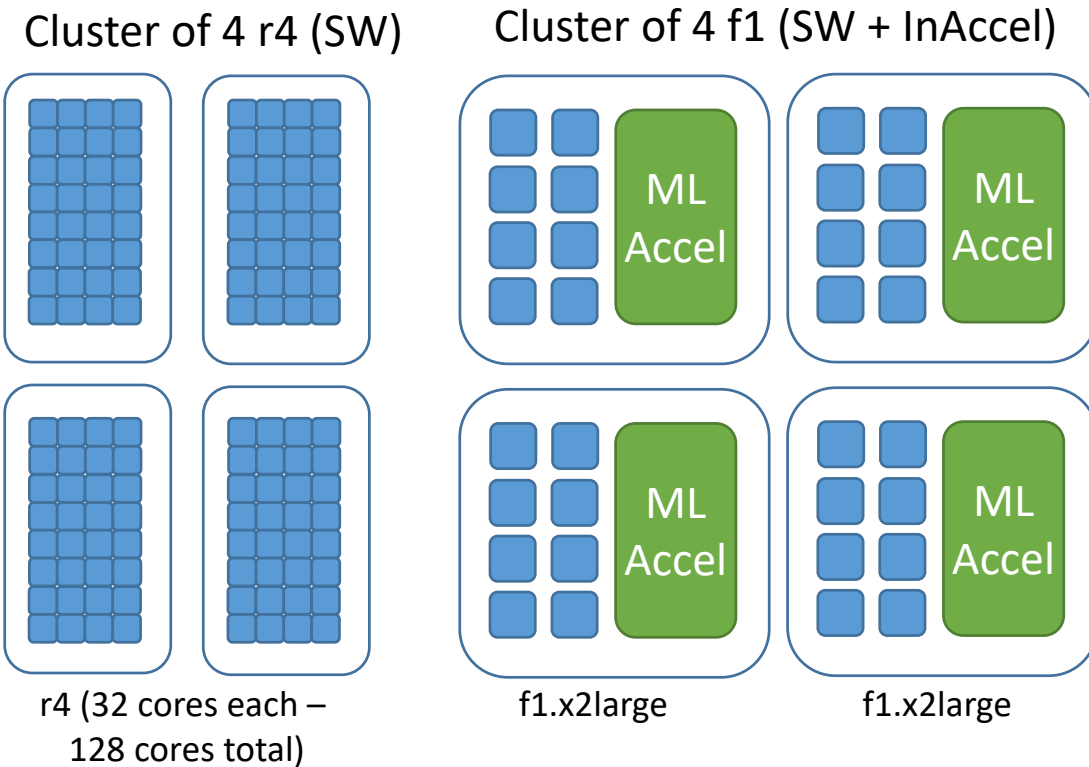 Cluster of 4 r4 (SW)
Cluster of 4 f1 (SW + InAccel)
ML
Accel
ML
Accel
ML
Accel
ML
Accel
r4 (32 cores each –
128 cores total)
f1.x2large
f1.x2large